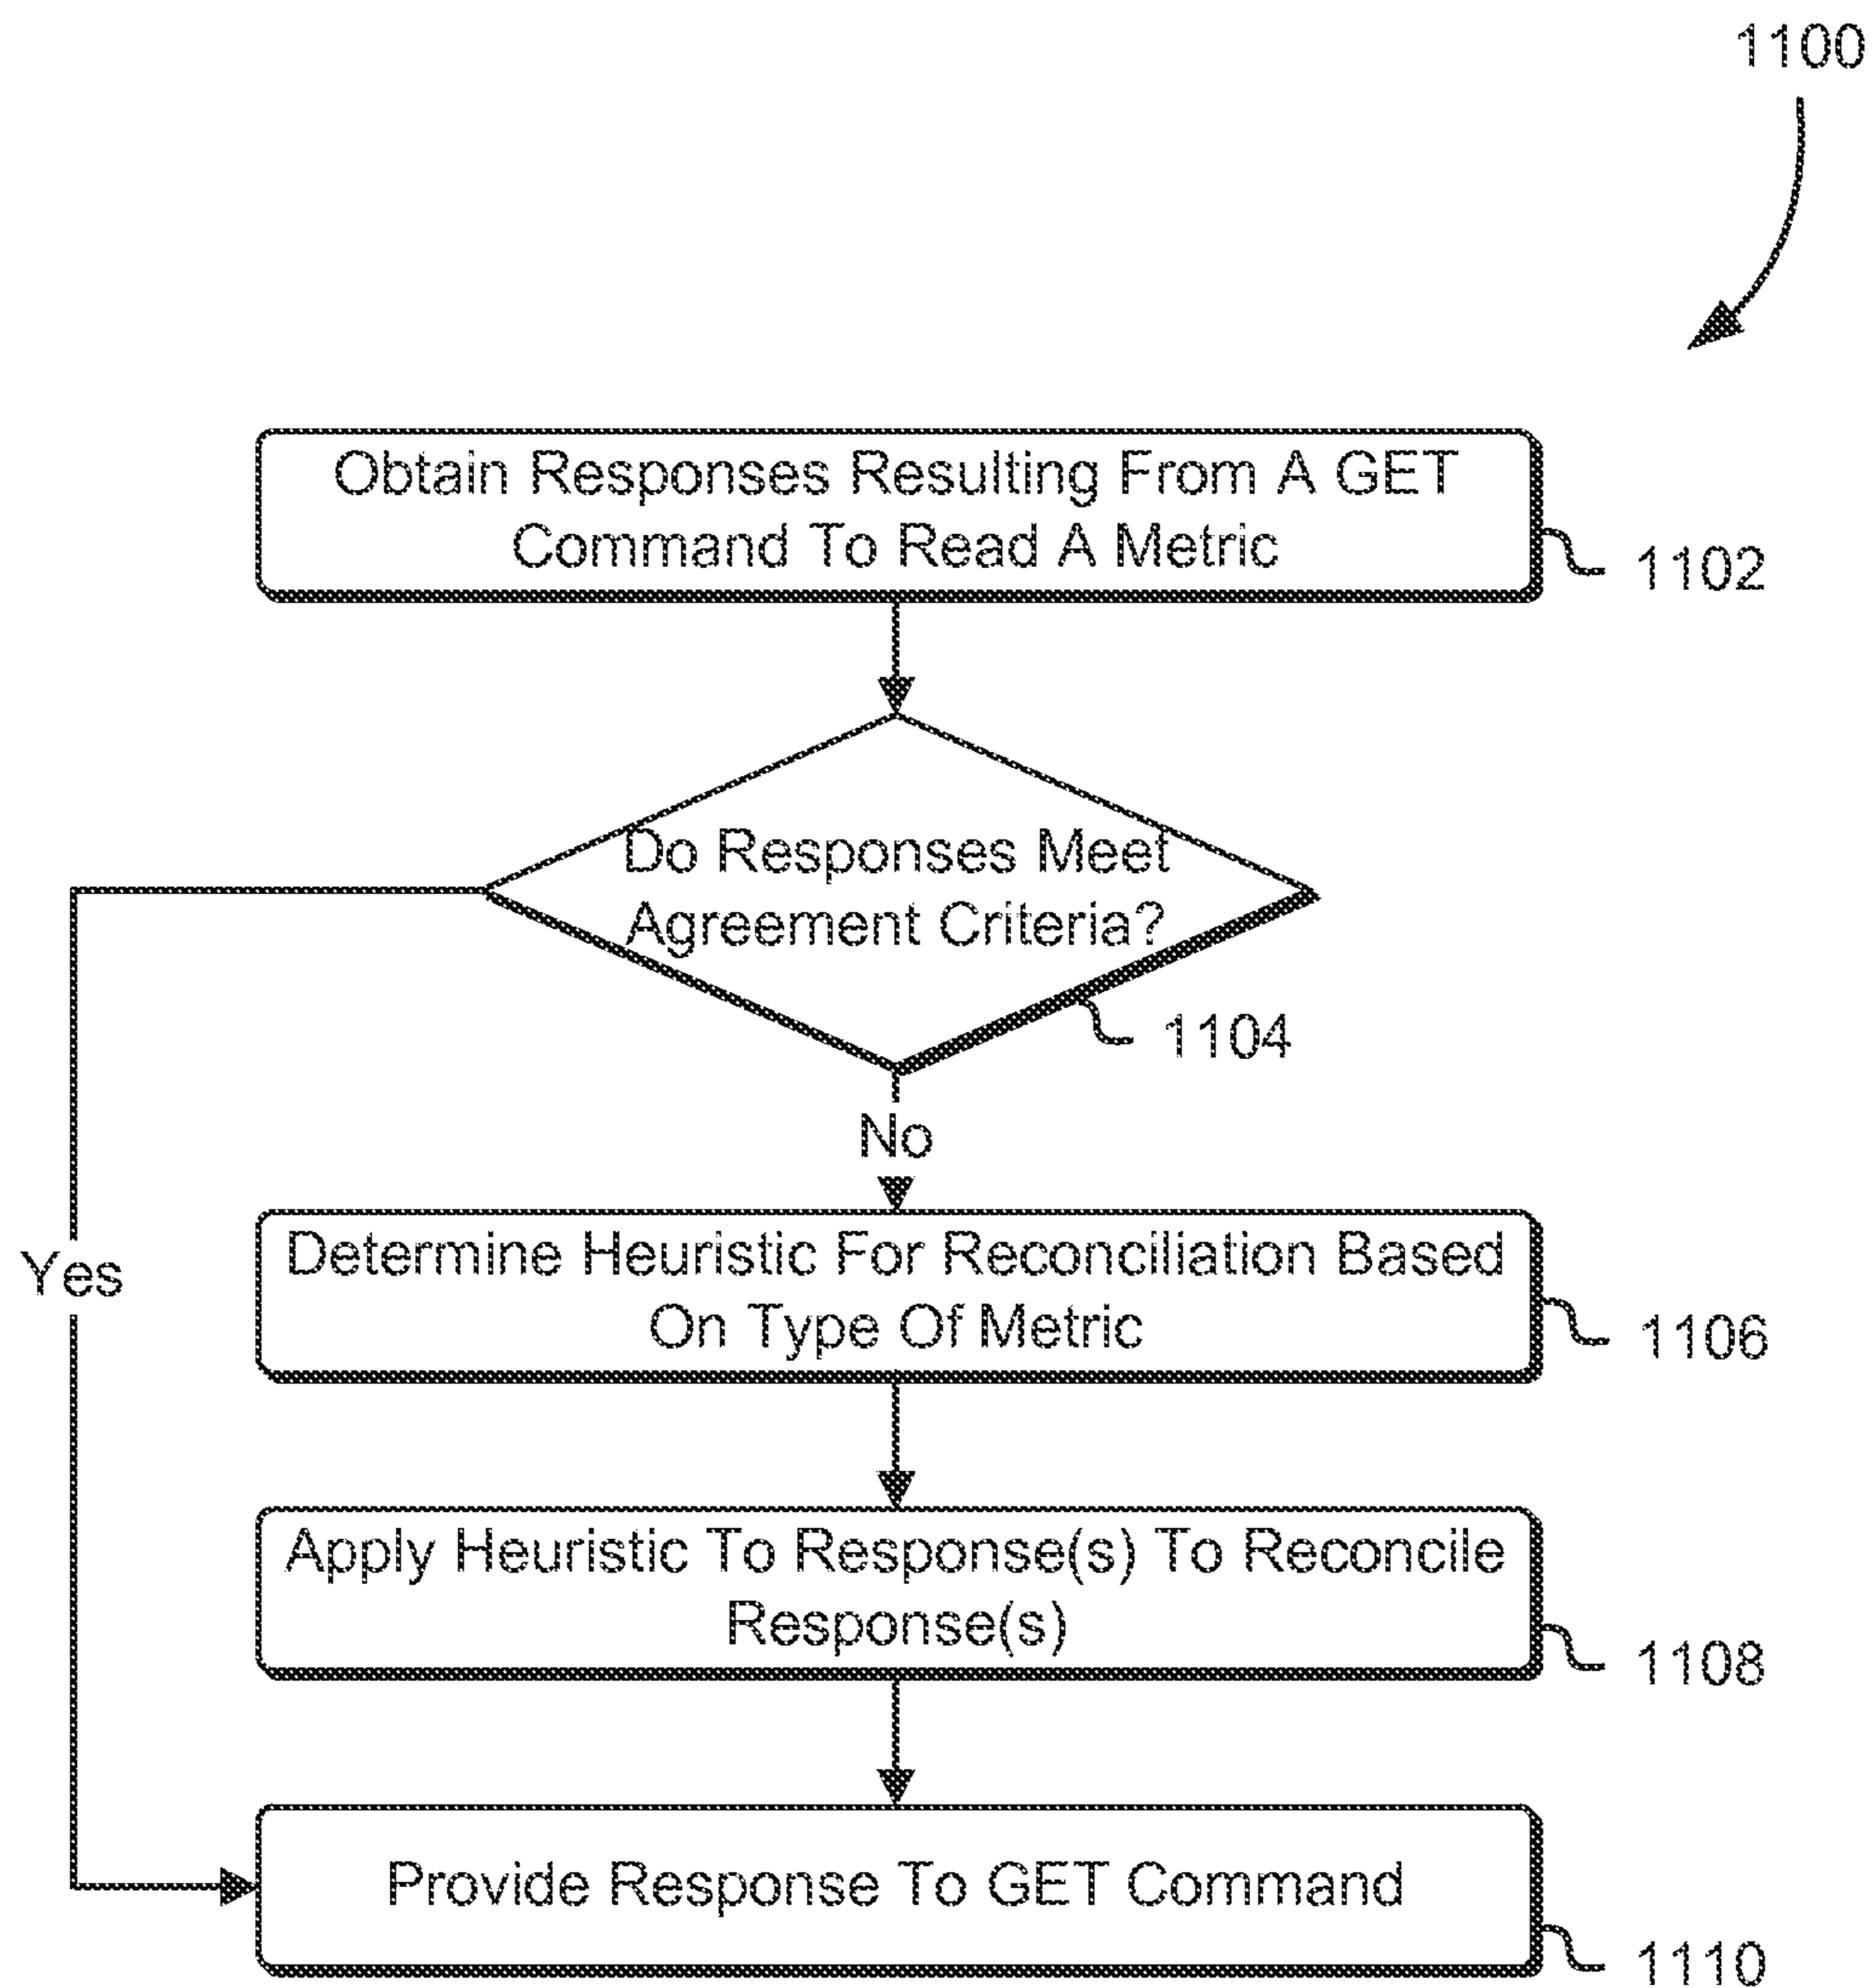 1100
Obtain Responses Resulting From A GET
Command To Read A Metric
1102
Do Responses Meet
Agreement Criteria?
1104
No
Yes
Determine Heuristic For Reconciliation Based
On Type Of Metric
1106
Apply Heuristic To Response(s) To Reconcile
Response(s)
1108
Provide Response To GET Command
1110